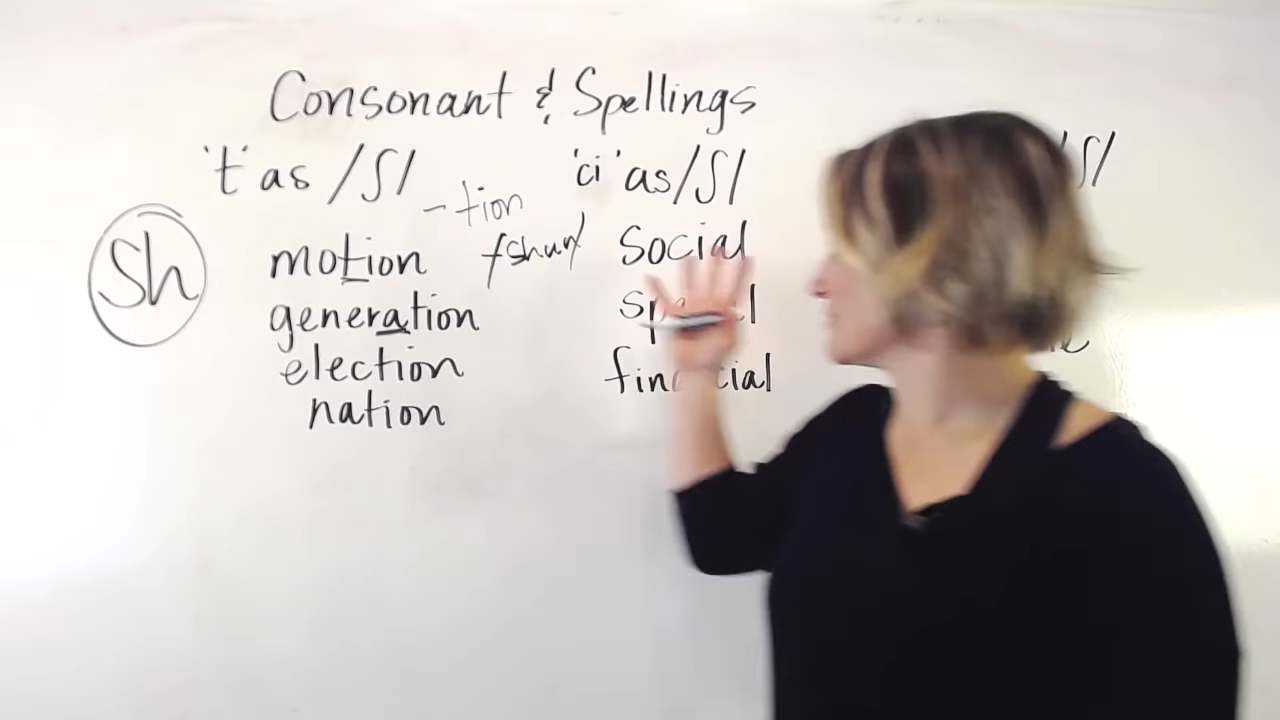 Consonant & Spellings
't' as /ʃ/
'ci' as /ʃ/
ʃ/
Sh
-tion
/shun/
motion
generation
election
nation
social
financial